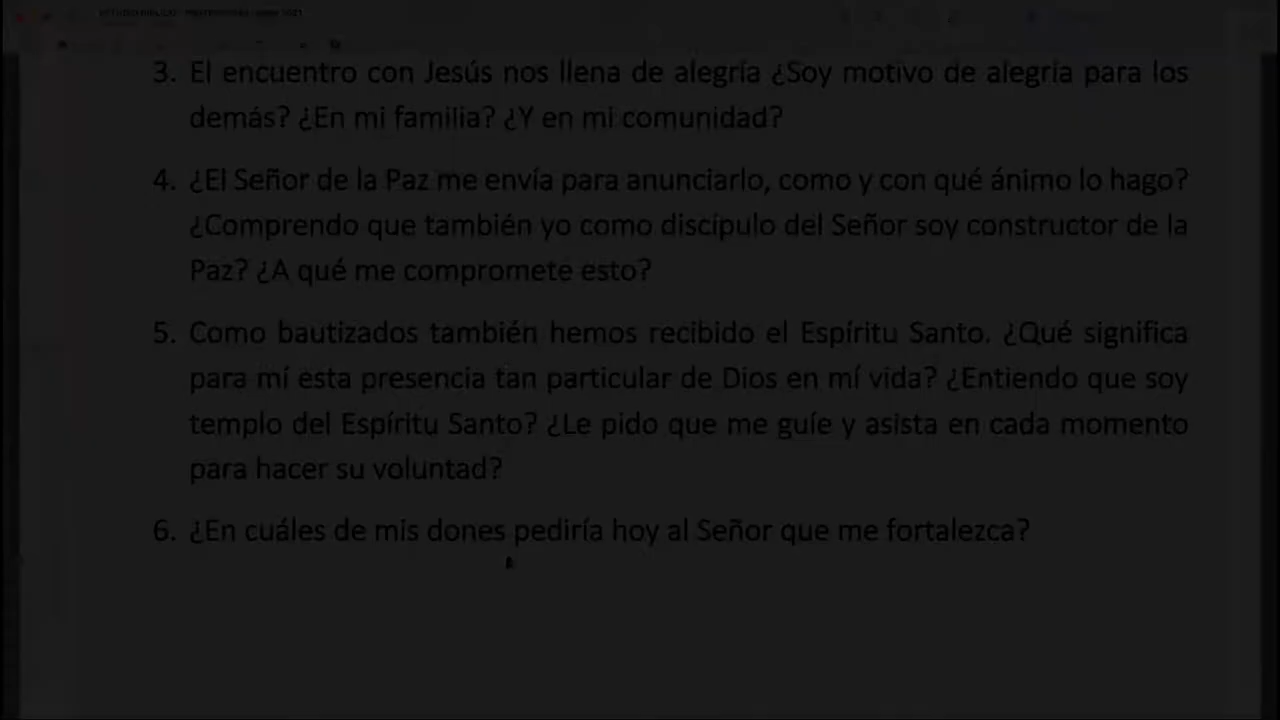 3. El encuentro con Jesús nos llena de alegría ¿Soy motivo de alegría para los
demás? ¿En mi familia? ¿Y en mi comunidad?
4. ¿El Señor de la Paz me envía para anunciarlo, como y con qué ánimo lo hago?
¿Comprendo que también yo como discípulo del Señor soy constructor de la
Paz? ¿A qué me compromete esto?
5. Como bautizados también hemos recibido el Espíritu Santo. ¿Qué significa
para mí esta presencia tan particular de Dios en mí vida? ¿Entiendo que soy
templo del Espíritu Santo? ¿Le pido que me guíe y asista en cada momento
para hacer su voluntad?
6. ¿En cuáles de mis dones pediría hoy al Señor que me fortalezca?